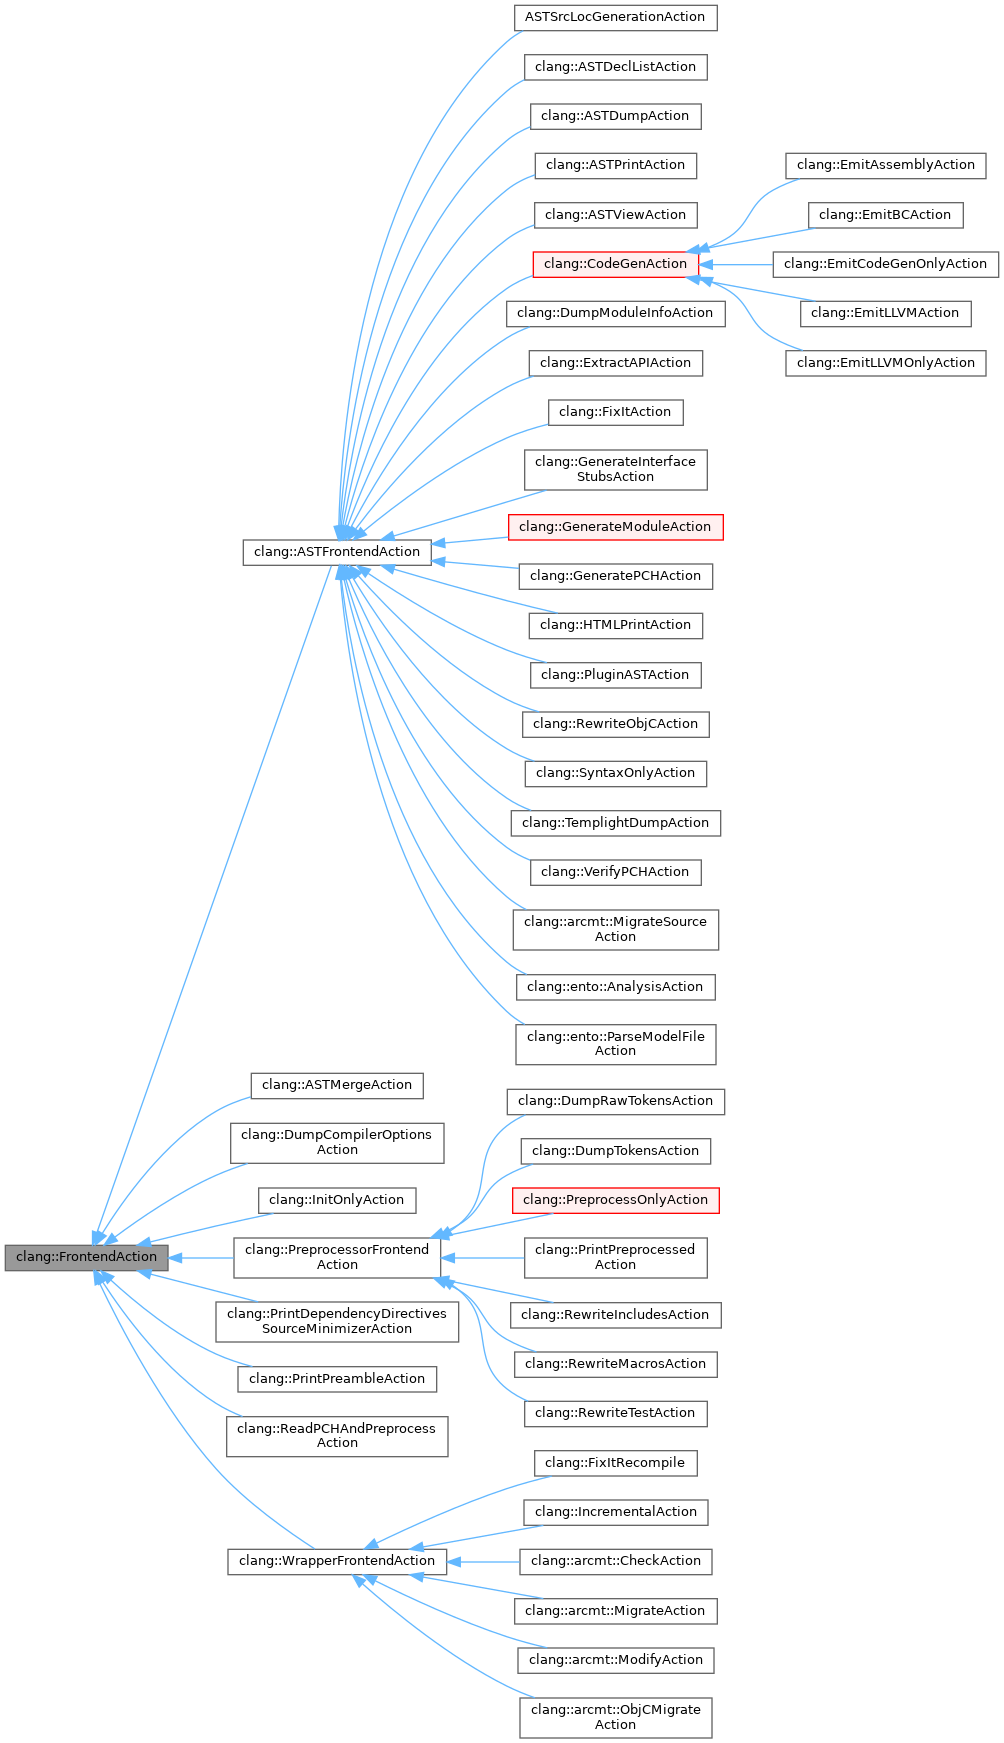 ASTSrcLocGenerationAction
clang::ASTDeclListAction
clang::ASTDumpAction
clang::ASTPrintAction
clang::ASTViewAction
clang::CodeGenAction
clang::EmitAssemblyAction
clang::EmitBCAction
clang::EmitCodeGenOnlyAction
clang::EmitLLVMAction
clang::EmitLLVMOnlyAction
clang::DumpModuleInfoAction
clang::ExtractAPIAction
clang::FixItAction
clang::GenerateInterface
StubsAction
clang::GenerateModuleAction
clang::ASTFrontendAction
clang::GeneratePCHAction
clang::HTMLPrintAction
clang::PluginASTAction
clang::RewriteObjCAction
clang::SyntaxOnlyAction
clang::TemplightDumpAction
clang::VerifyPCHAction
clang::arcmt::MigrateSource
Action
clang::ento::AnalysisAction
clang::ento::ParseModelFile
Action
clang::ASTMergeAction
clang::DumpCompilerOptions
Action
clang::InitOnlyAction
clang::FrontendAction
clang::PreprocessorFrontend
Action
clang::DumpRawTokensAction
clang::DumpTokensAction
clang::PreprocessOnlyAction
clang::PrintPreprocessed
Action
clang::RewriteIncludesAction
clang::RewriteMacrosAction
clang::RewriteTestAction
clang::PrintDependencyDirectives
SourceMinimizerAction
clang::PrintPreambleAction
clang::ReadPCHAndPreprocess
Action
clang::WrapperFrontendAction
clang::FixItRecompile
clang::IncrementalAction
clang::arcmt::CheckAction
clang::arcmt::MigrateAction
clang::arcmt::ModifyAction
clang::arcmt::ObjCMigrate
Action